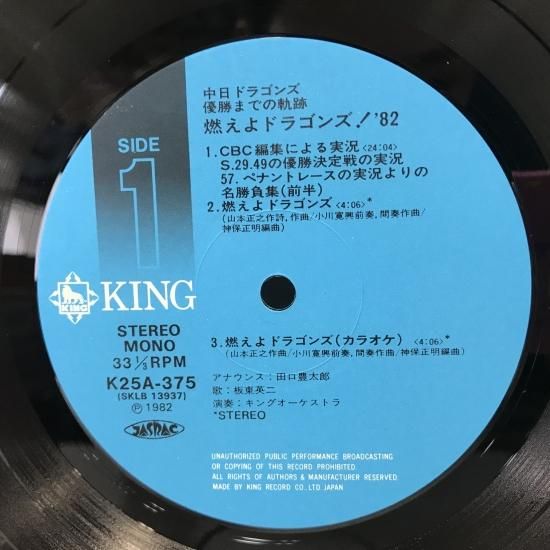 中日ドラゴンズ
優勝までの軌跡
燃えよドラゴンズ!'82
SIDE
1
1.CBC編集による実況<24:04>
S.29.49の優勝決定戦の実況
57.ペナントレースの実況よりの
名勝負集(前半)
2.燃えよドラゴンズ<4:06>*
(山本正之作詩,作曲/小川寛興前奏,間奏作曲/
神保正明編曲)
KING
KING
STEREO
MONO
33 1/3 RPM
K25A-375
(SKLB 13937)
Ⓟ 1982
JASRAC
3.燃えよドラゴンズ(カラオケ) <4:06>*
(山本正之作詩,作曲/小川寛興前奏,間奏作曲/神保正明編曲)
アナウンス:田口豊太郎
歌:板東英二
演奏:キングオーケストラ
*STEREO
UNAUTHORIZED PUBLIC PERFORMANCE BROADCASTING
OR COPYING OF THIS RECORD PROHIBITED.
ALL RIGHTS OF AUTHORS & MANUFACTURER RESERVED.
MADE BY KING RECORD CO., LTD. JAPAN